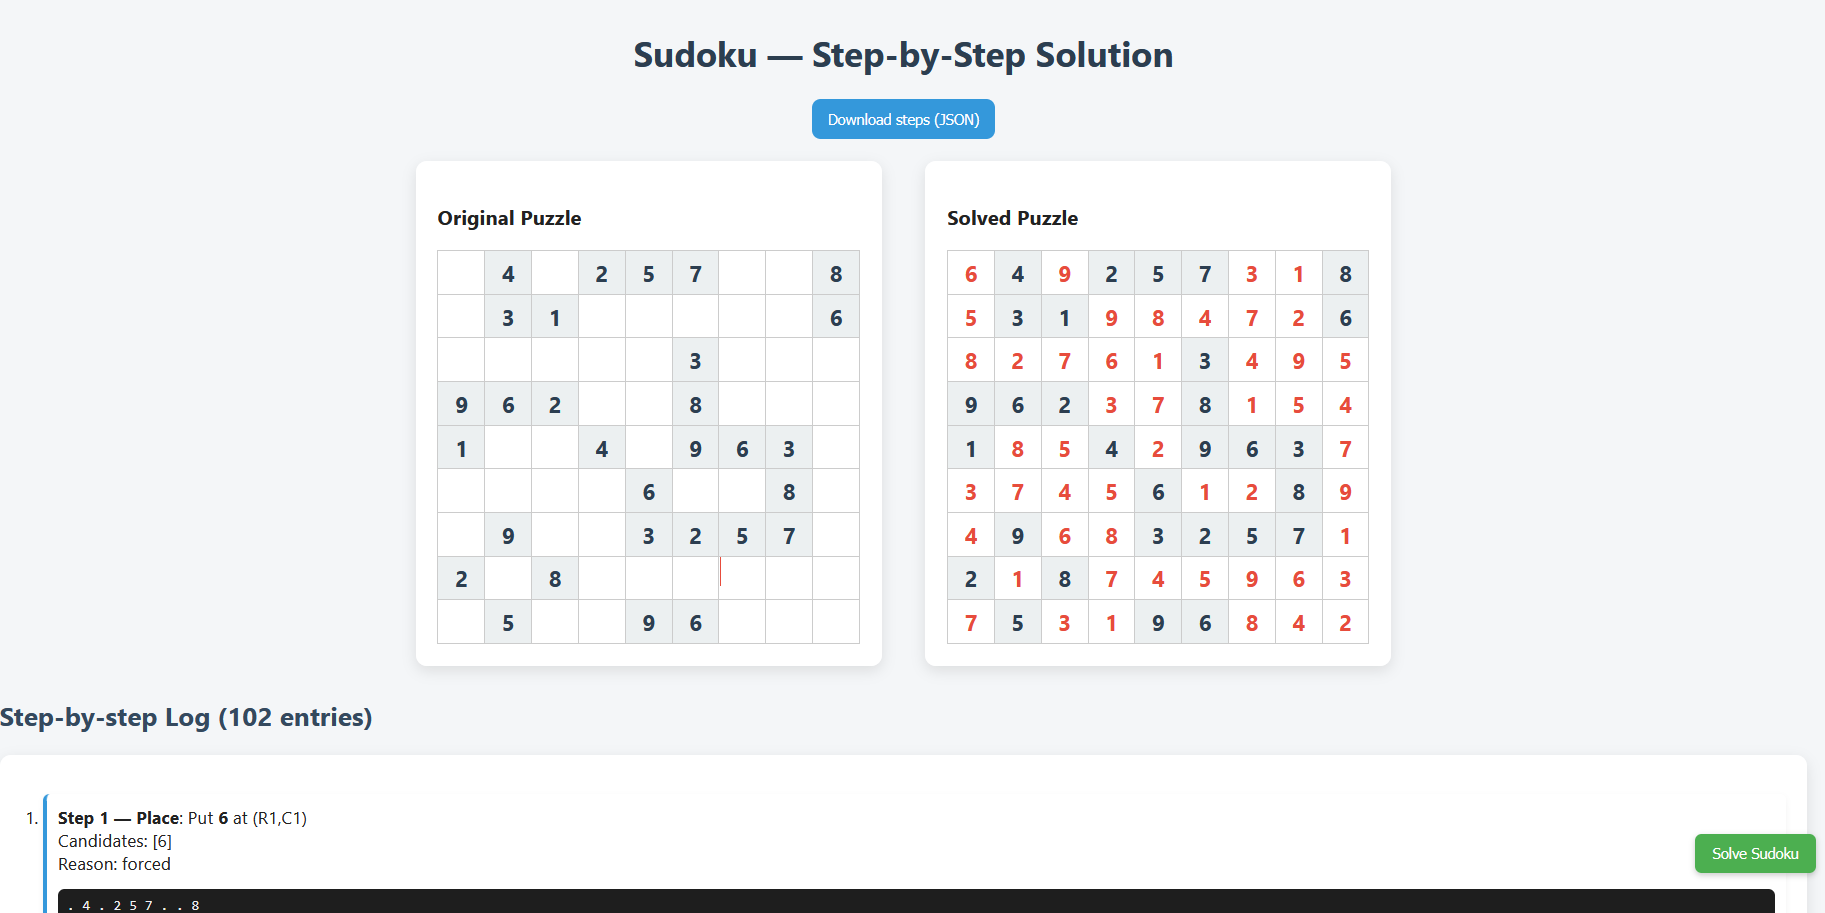 Sudoku — Step-by-Step Solution
Download steps (JSON)
Original Puzzle
4 2 5 7 8
3 1 6
3
9 6 2 8
1 4 9 6 3
6 8
9 3 2 5 7
2 8
5 9 6
Solved Puzzle
6 4 9 2 5 7 3 1 8
5 3 1 9 8 4 7 2 6
8 2 7 6 1 3 4 9 5
9 6 2 3 7 8 1 5 4
1 8 5 4 2 9 6 3 7
3 7 4 5 6 1 2 8 9
4 9 6 8 3 2 5 7 1
2 1 8 7 4 5 9 6 3
7 5 3 1 9 6 8 4 2
Step-by-step Log (102 entries)
1. Step 1 — Place: Put 6 at (R1,C1)
Candidates: [6]
Reason: forced
. 4 . 2 5 7 . . 8
Solve Sudoku